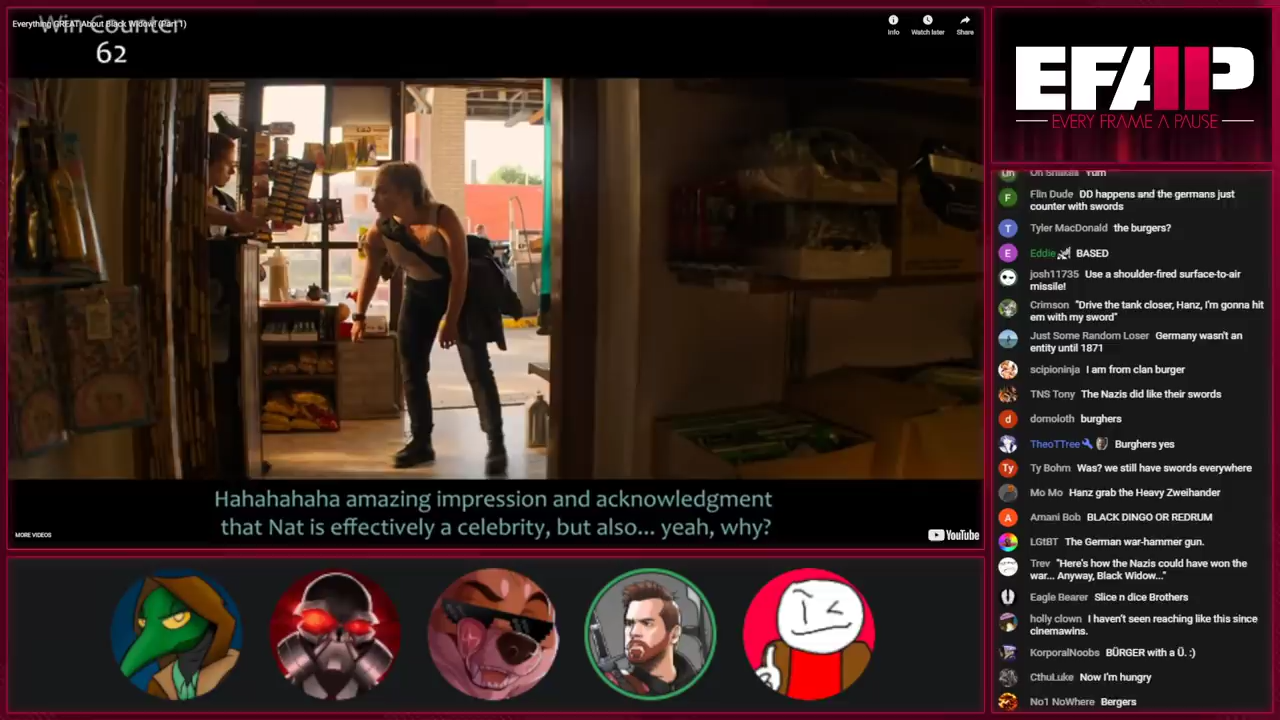 Everything GREAT About Black Widow! (Part 1)
Win Counter
62
Info
Watch later
Share
Hahahahaha amazing impression and acknowledgment
that Nat is effectively a celebrity, but also... yeah, why?
MORE VIDEOS
YouTube
EFAP
EVERY FRAME A PAUSE
Yum
Flin Dude DD happens and the germans just
counter with swords
Tyler MacDonald the burgers?
Eddie BASED
josh11735 Use a shoulder-fired surface-to-air
missile!
Crimson "Drive the tank closer, Hanz, I'm gonna hit
em with my sword"
Just Some Random Loser Germany wasn't an
entity until 1871
scipioninja I am from clan burger
TNS Tony The Nazis did like their swords
domoloth burghers
TheoTTree Burghers yes
Ty Bohm Was? we still have swords everywhere
Mo Mo Hanz grab the Heavy Zweihander
Amani Bob BLACK DINGO OR REDRUM
LGtBT The German war-hammer gun.
Trev "Here's how the Nazis could have won the
war... Anyway, Black Widow..."
Eagle Bearer Slice n dice Brothers
holly clown I haven't seen reaching like this since
cinemawins.
KorporalNoobs BÜRGER with a Ü. :)
CthuLuke Now I'm hungry
No1 NoWhere Bergers